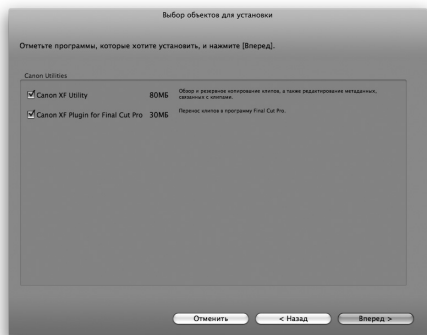 Выбор объектов для установки
Отметьте программы, которые хотите установить, и нажмите [Вперед].
Canon Utilities
Canon XF Utility 80МБ Обзор и резервное копирование клипов, а также редактирование метаданных,
связанных с клипами.
Canon XF Plugin for Final Cut Pro 30МБ Перенос клипов в программу Final Cut Pro.
Отменить < Назад Вперед >